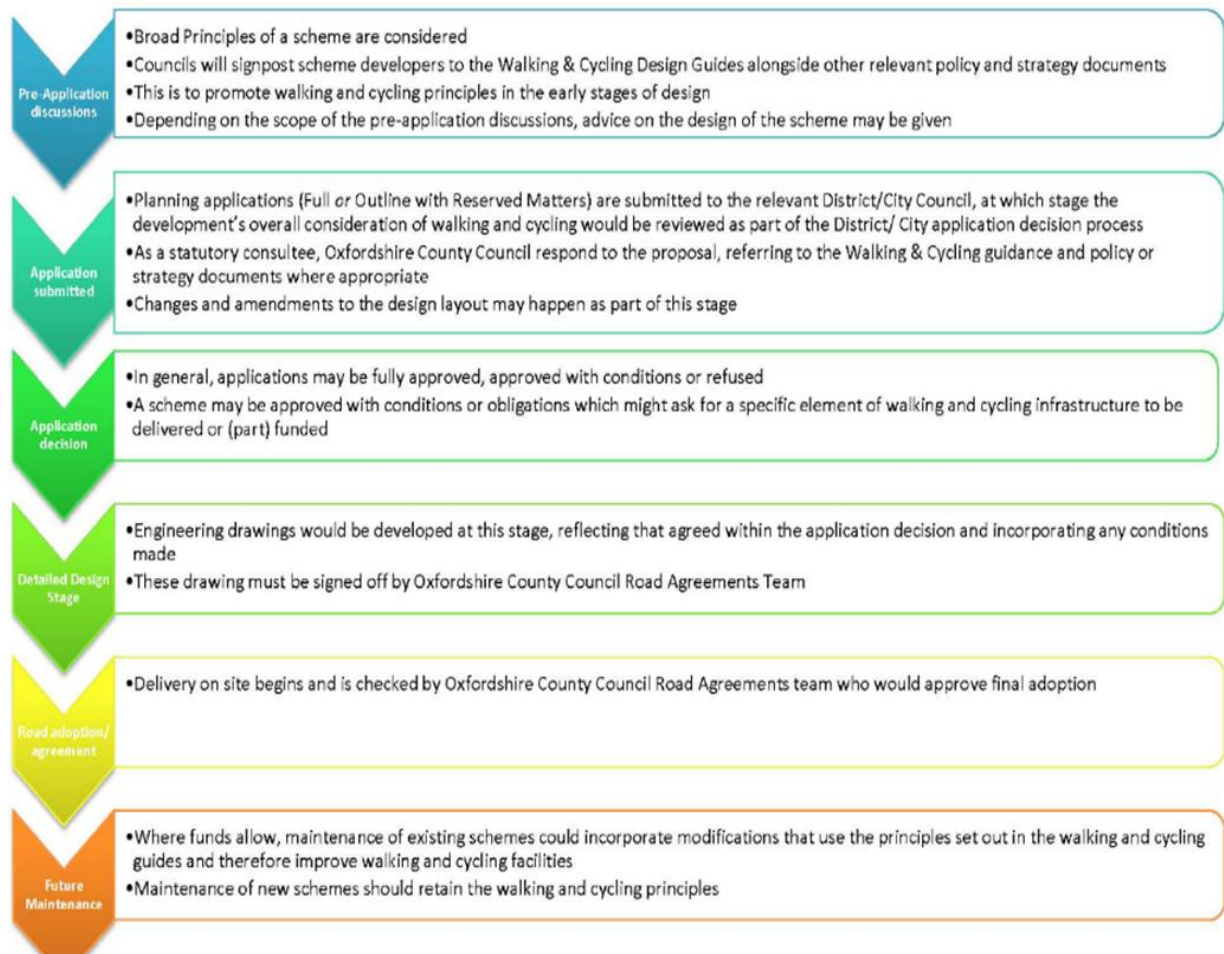 Pre-Application
discussions
•Broad Principles of a scheme are considered
•Councils will signpost scheme developers to the Walking & Cycling Design Guides alongside other relevant policy and strategy documents
•This is to promote walking and cycling principles in the early stages of design
•Depending on the scope of the pre-application discussions, advice on the design of the scheme may be given
Application
submitted
•Planning applications (Full or Outline with Reserved Matters) are submitted to the relevant District/City Council, at which stage the
development's overall consideration of walking and cycling would be reviewed as part of the District/ City application decision process
•As a statutory consultee, Oxfordshire County Council respond to the proposal, referring to the Walking & Cycling guidance and policy or
strategy documents where appropriate
•Changes and amendments to the design layout may happen as part of this stage
Application
decision
•In general, applications may be fully approved, approved with conditions or refused
•A scheme may be approved with conditions or obligations which might ask for a specific element of walking and cycling infrastructure to be
delivered or (part) funded
Detailed Design
Stage
•Engineering drawings would be developed at this stage, reflecting that agreed within the application decision and incorporating any conditions
made
•These drawing must be signed off by Oxfordshire County Council Road Agreements Team
Road adoption/
agreement
•Delivery on site begins and is checked by Oxfordshire County Council Road Agreements team who would approve final adoption
Future
Maintenance
•Where funds allow, maintenance of existing schemes could incorporate modifications that use the principles set out in the walking and cycling
guides and therefore improve walking and cycling facilities
•Maintenance of new schemes should retain the walking and cycling principles